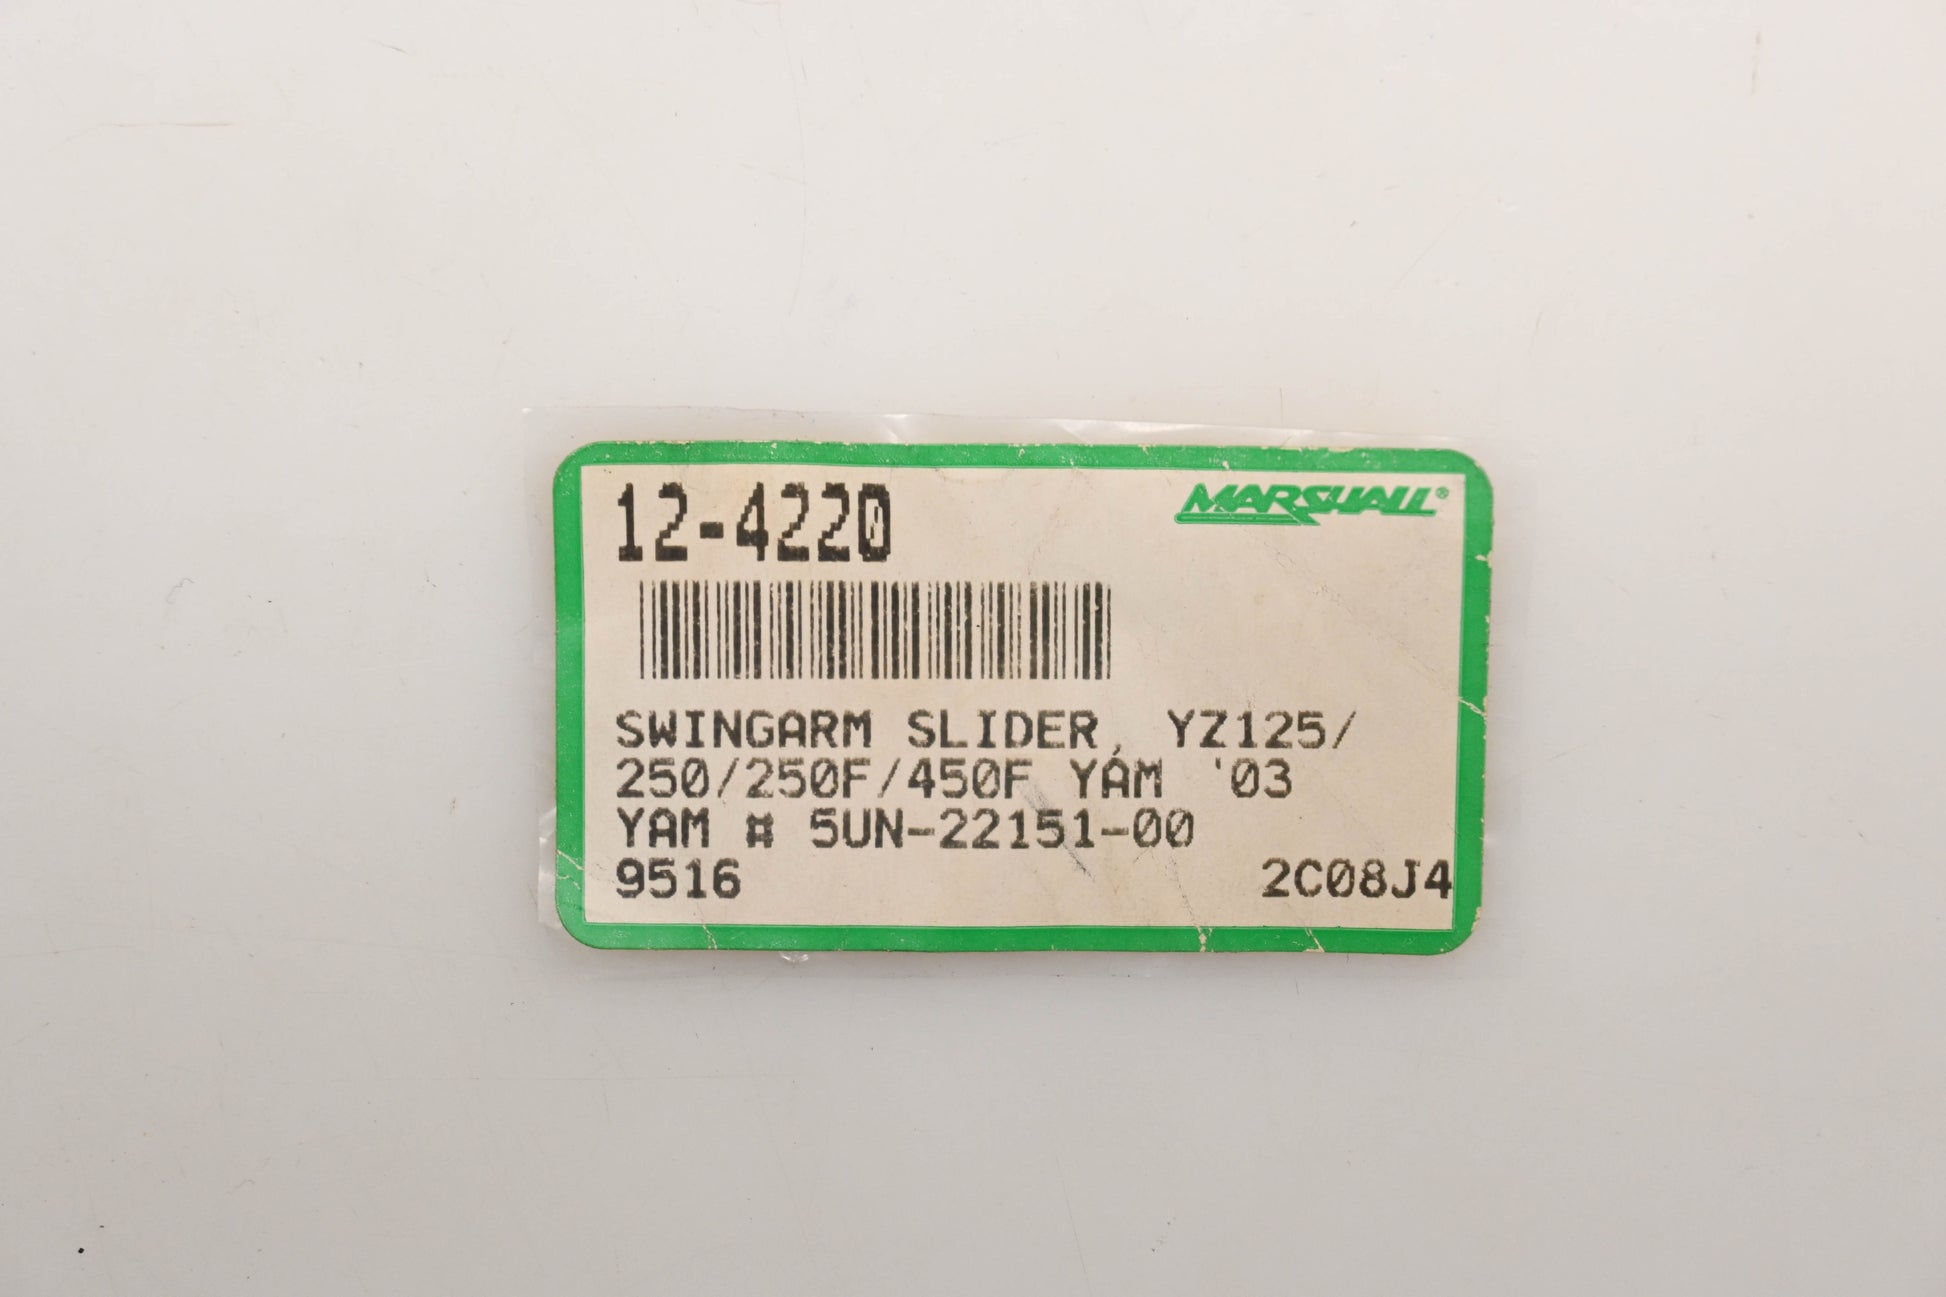 12-4220
MARSHALL®
SWINGARM SLIDER, YZ125/
250/250F/450F YAM '03
YAM # 5UN-22151-00
9516 2C08J4